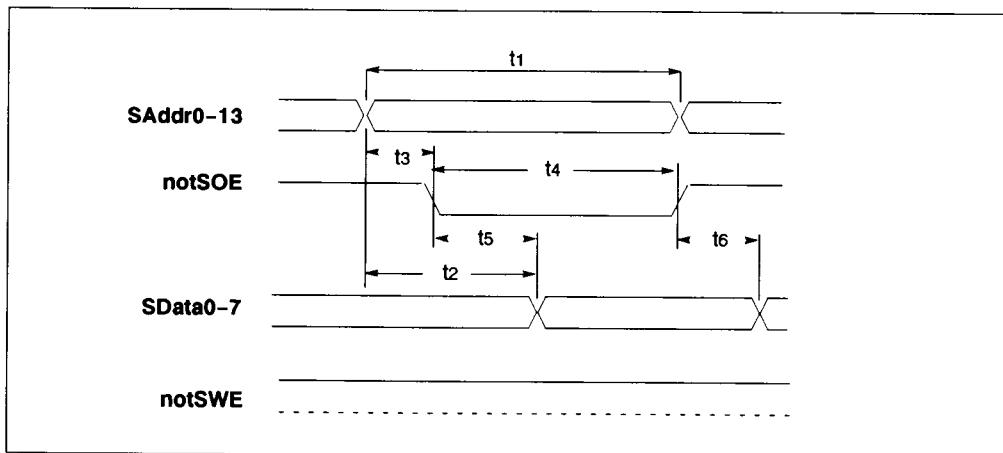 t1
SAddr0-13
t3
t4
notSOE
t5
t6
t2
SData0-7
notSWE